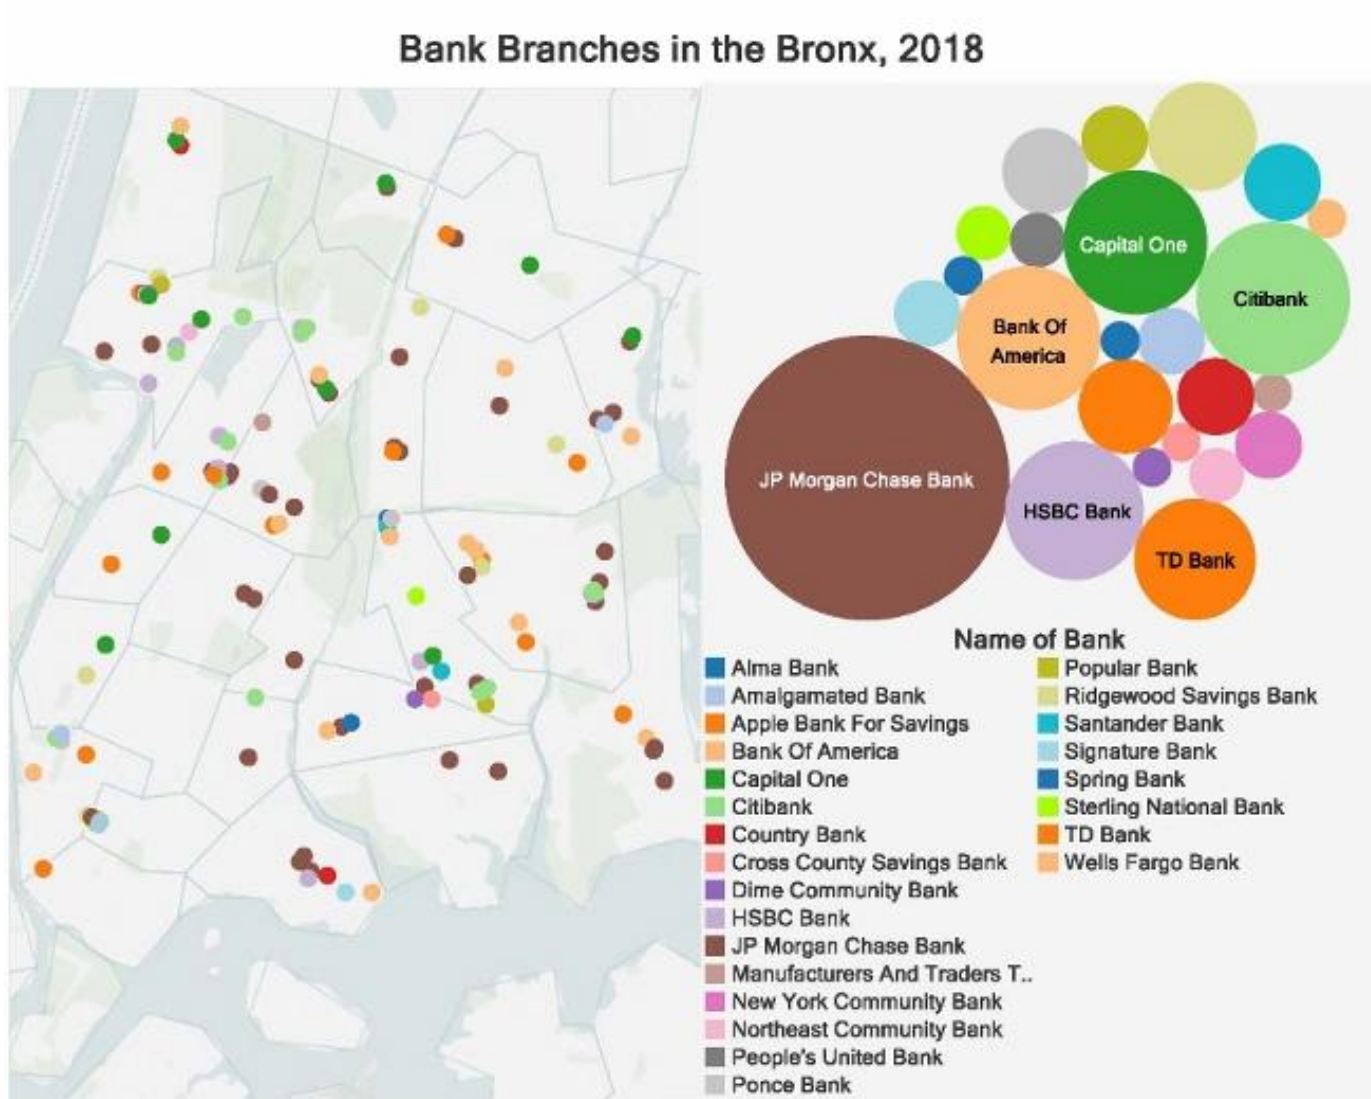 Bank Branches in the Bronx, 2018
Capital One
Citibank
Bank Of
America
JP Morgan Chase Bank
HSBC Bank
TD Bank
Name of Bank
Alma Bank
Amalgamated Bank
Apple Bank For Savings
Bank Of America
Capital One
Citibank
Country Bank
Cross County Savings Bank
Dime Community Bank
HSBC Bank
JP Morgan Chase Bank
Manufacturers And Traders T..
New York Community Bank
Northeast Community Bank
People's United Bank
Ponce Bank
Popular Bank
Ridgewood Savings Bank
Santander Bank
Signature Bank
Spring Bank
Sterling National Bank
TD Bank
Wells Fargo Bank